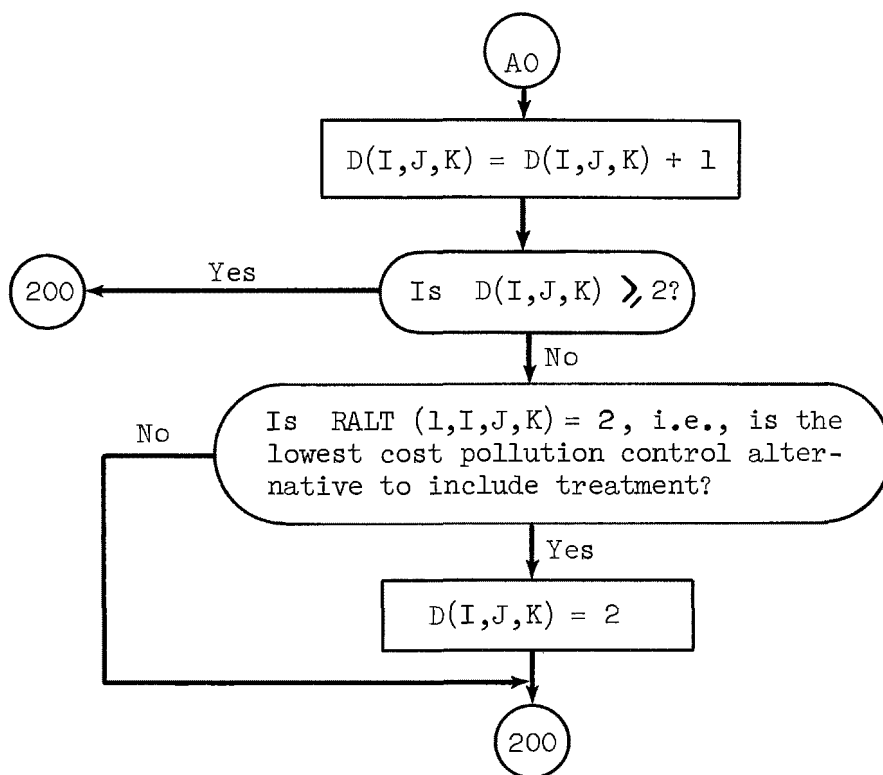 AO
D(I,J,K) = D(I,J,K) + 1
Yes
200
Is D(I,J,K) ⩾ 2?
No
No
Is RALT (1,I,J,K) = 2, i.e., is the
lowest cost pollution control alter-
native to include treatment?
Yes
D(I,J,K) = 2
200